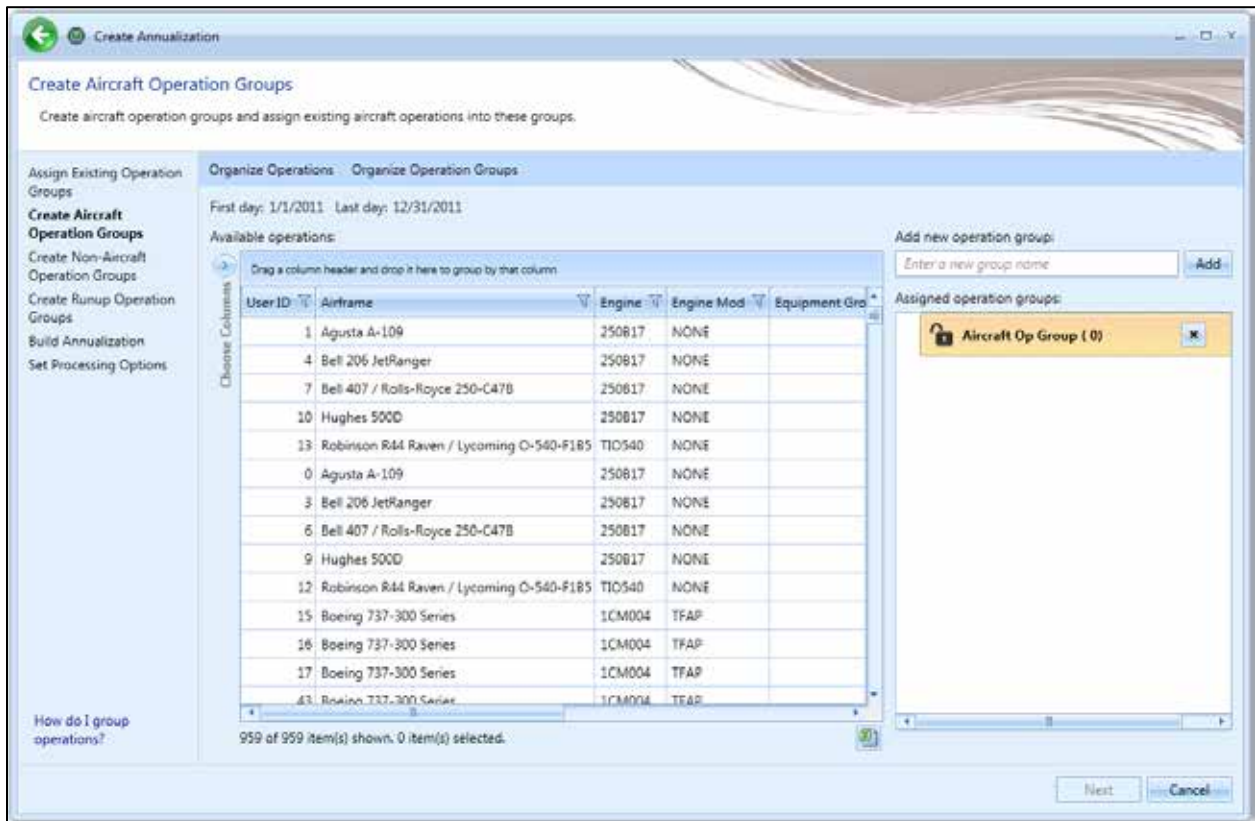 Create Annualization
Create Aircraft Operation Groups
Create aircraft operation groups and assign existing aircraft operations into these groups.
Assign Existing Operation
Groups
Create Aircraft
Operation Groups
Create Non-Aircraft
Operation Groups
Create Runup Operation
Groups
Build Annualization
Set Processing Options
How do I group
operations?
Organize Operations Organize Operation Groups
First day: 1/1/2011 Last day: 12/31/2011
Available operations:
Choose Columns
Drag a column header and drop it here to group by that column
User ID Airframe Engine Engine Mod Equipment Gro
1 Agusta A-109 250B17 NONE
4 Bell 206 JetRanger 250B17 NONE
7 Bell 407 / Rolls-Royce 250-C47B 250B17 NONE
10 Hughes 500D 250B17 NONE
13 Robinson R44 Raven / Lycoming O-540-F1B5 TIO540 NONE
0 Agusta A-109 250B17 NONE
3 Bell 206 JetRanger 250B17 NONE
6 Bell 407 / Rolls-Royce 250-C47B 250B17 NONE
9 Hughes 500D 250B17 NONE
12 Robinson R44 Raven / Lycoming O-540-F1B5 TIO540 NONE
15 Boeing 737-300 Series 1CM004 TFAP
16 Boeing 737-300 Series 1CM004 TFAP
17 Boeing 737-300 Series 1CM004 TFAP
43 Boeing 737-300 Series 1CM004 TFAP
959 of 959 item(s) shown. 0 item(s) selected.
Add new operation group:
Enter a new group name Add
Assigned operation groups:
Aircraft Op Group ( 0)
Next Cancel